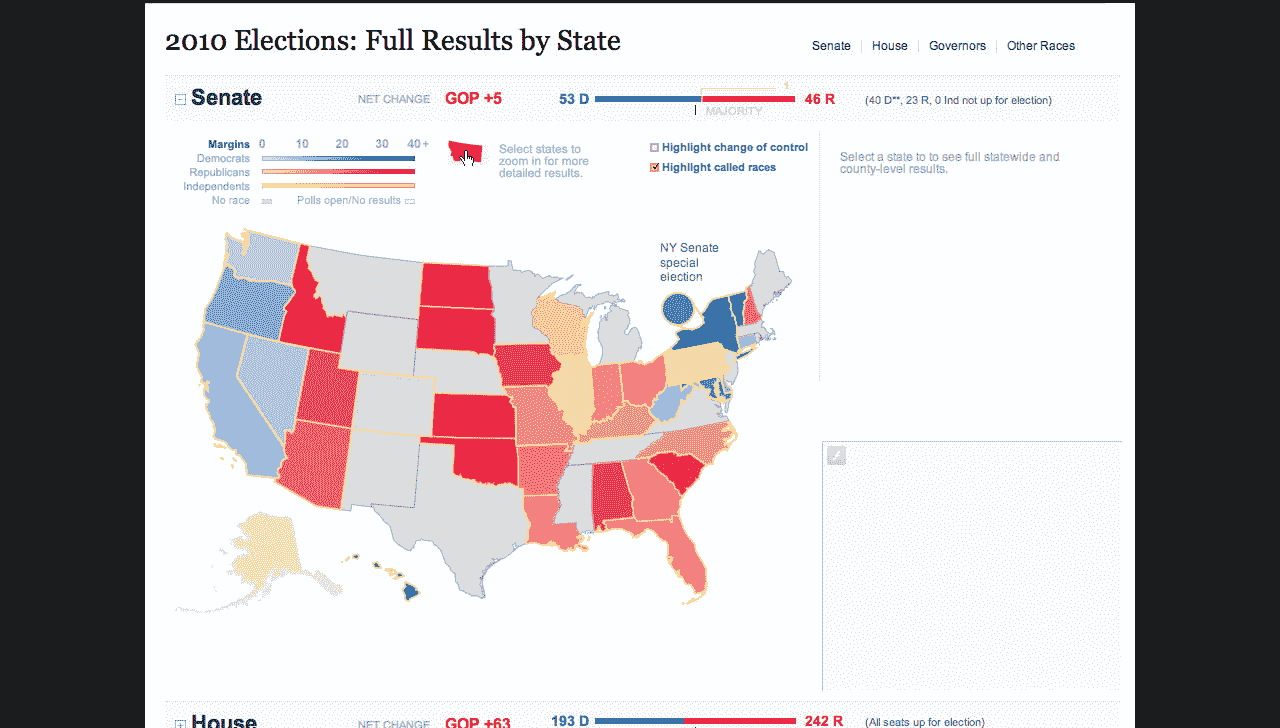 2010 Elections: Full Results by State
Senate House Governors Other Races
Senate NET CHANGE GOP +5 53 D 46 R (40 D**, 23 R, 0 Ind not up for election)
1
MAJORITY
Margins 0 10 20 30 40+
Democrats
Republicans
Independents
No race Polls open/No results
Select states to
zoom in for more
detailed results.
Highlight change of control
Highlight called races
Select a state to to see full statewide and
county-level results.
NY Senate
special
election
House NET CHANGE GOP +63 193 D 242 R (All seats up for election)